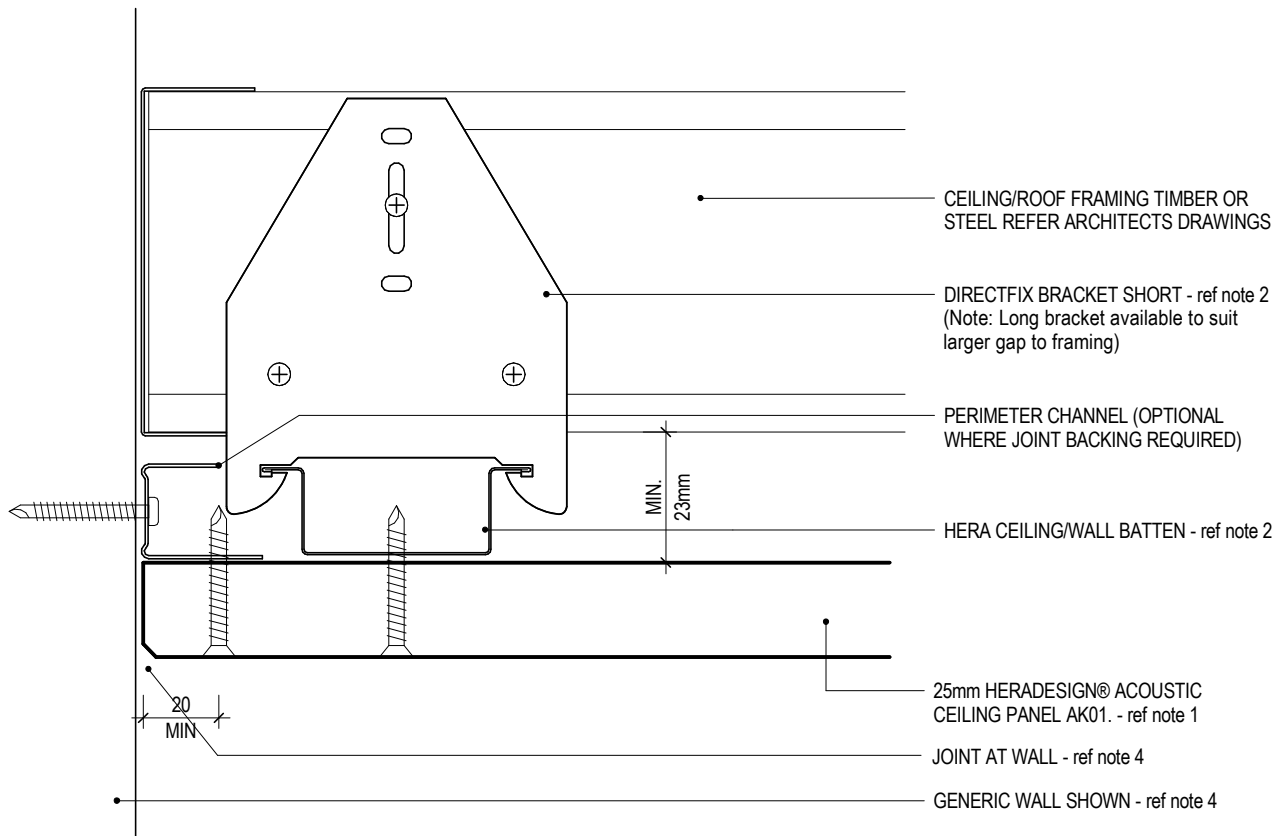 CEILING/ROOF FRAMING TIMBER OR
STEEL REFER ARCHITECTS DRAWINGS
DIRECTFIX BRACKET SHORT - ref note 2
(Note: Long bracket available to suit
larger gap to framing)
PERIMETER CHANNEL (OPTIONAL
WHERE JOINT BACKING REQUIRED)
MIN.
23mm
HERA CEILING/WALL BATTEN - ref note 2
25mm HERADESIGN® ACOUSTIC
CEILING PANEL AK01. - ref note 1
20
MIN
JOINT AT WALL - ref note 4
GENERIC WALL SHOWN - ref note 4